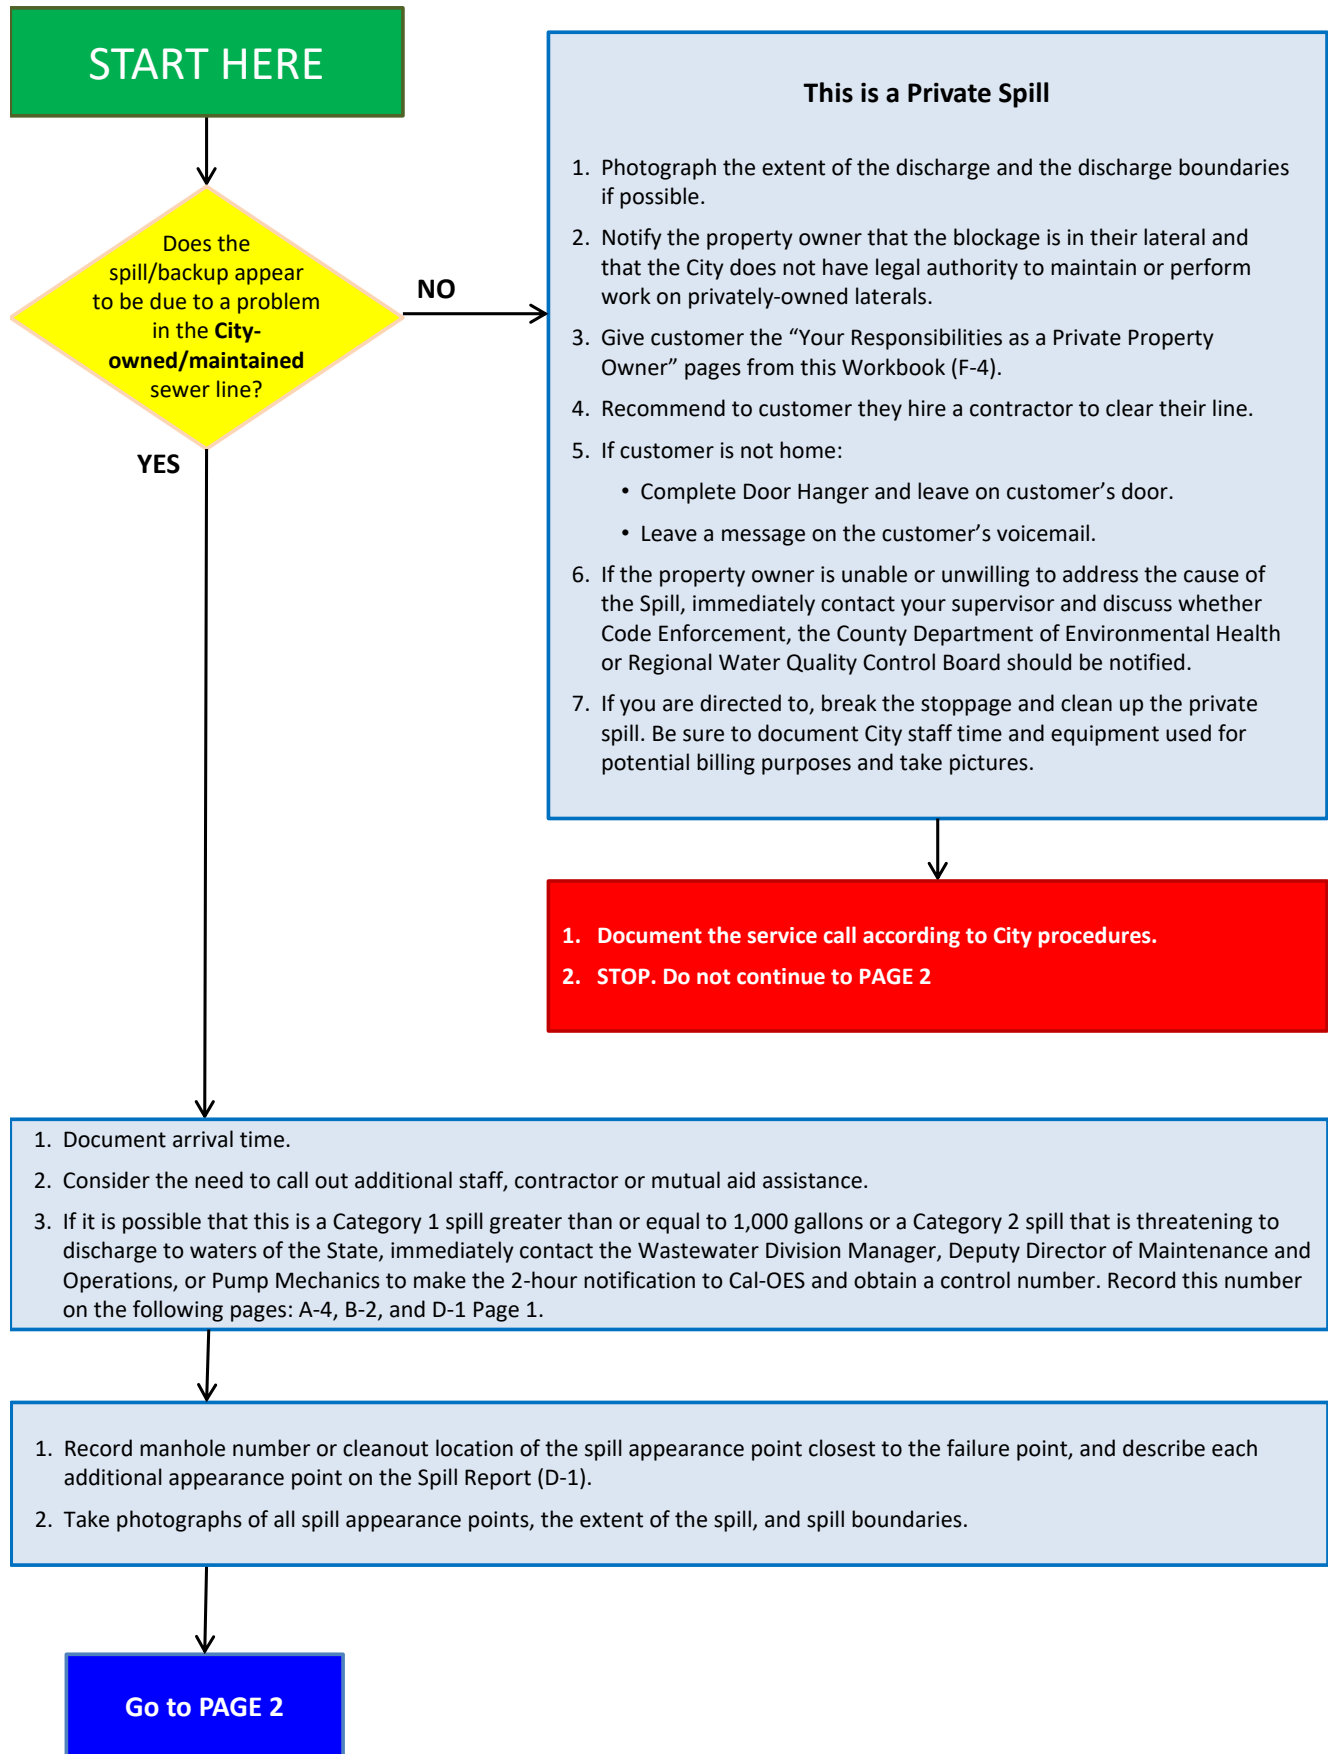 START HERE
Does the
spill/backup appear
to be due to a problem
in the City-
owned/maintained
sewer line?
NO
YES
This is a Private Spill
1. Photograph the extent of the discharge and the discharge boundaries
if possible.
2. Notify the property owner that the blockage is in their lateral and
that the City does not have legal authority to maintain or perform
work on privately-owned laterals.
3. Give customer the “Your Responsibilities as a Private Property
Owner” pages from this Workbook (F-4).
4. Recommend to customer they hire a contractor to clear their line.
5. If customer is not home:
• Complete Door Hanger and leave on customer’s door.
• Leave a message on the customer’s voicemail.
6. If the property owner is unable or unwilling to address the cause of
the Spill, immediately contact your supervisor and discuss whether
Code Enforcement, the County Department of Environmental Health
or Regional Water Quality Control Board should be notified.
7. If you are directed to, break the stoppage and clean up the private
spill. Be sure to document City staff time and equipment used for
potential billing purposes and take pictures.
1. Document the service call according to City procedures.
2. STOP. Do not continue to PAGE 2
1. Document arrival time.
2. Consider the need to call out additional staff, contractor or mutual aid assistance.
3. If it is possible that this is a Category 1 spill greater than or equal to 1,000 gallons or a Category 2 spill that is threatening to
discharge to waters of the State, immediately contact the Wastewater Division Manager, Deputy Director of Maintenance and
Operations, or Pump Mechanics to make the 2-hour notification to Cal-OES and obtain a control number. Record this number
on the following pages: A-4, B-2, and D-1 Page 1.
1. Record manhole number or cleanout location of the spill appearance point closest to the failure point, and describe each
additional appearance point on the Spill Report (D-1).
2. Take photographs of all spill appearance points, the extent of the spill, and spill boundaries.
Go to PAGE 2